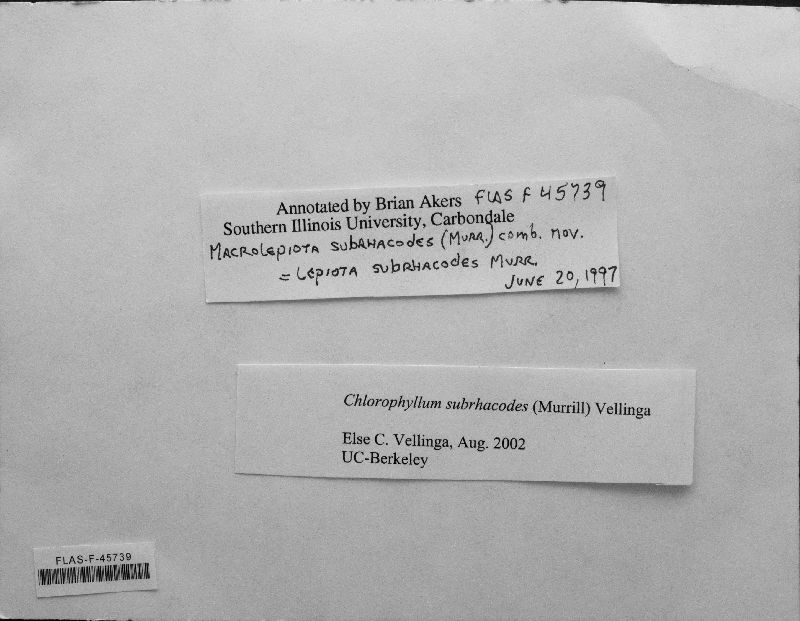 Annotated by Brian Akers FLAS F 45739
Southern Illinois University, Carbondale
MACROLEPIOTA SUBRHACODES (MURR.) comb. nov.
= LEPIOTA SUBRHACODES MURR.
JUNE 20, 1997
Chlorophyllum subrhacodes (Murrill) Vellinga
Else C. Vellinga, Aug. 2002
UC-Berkeley
FLAS-F-45739